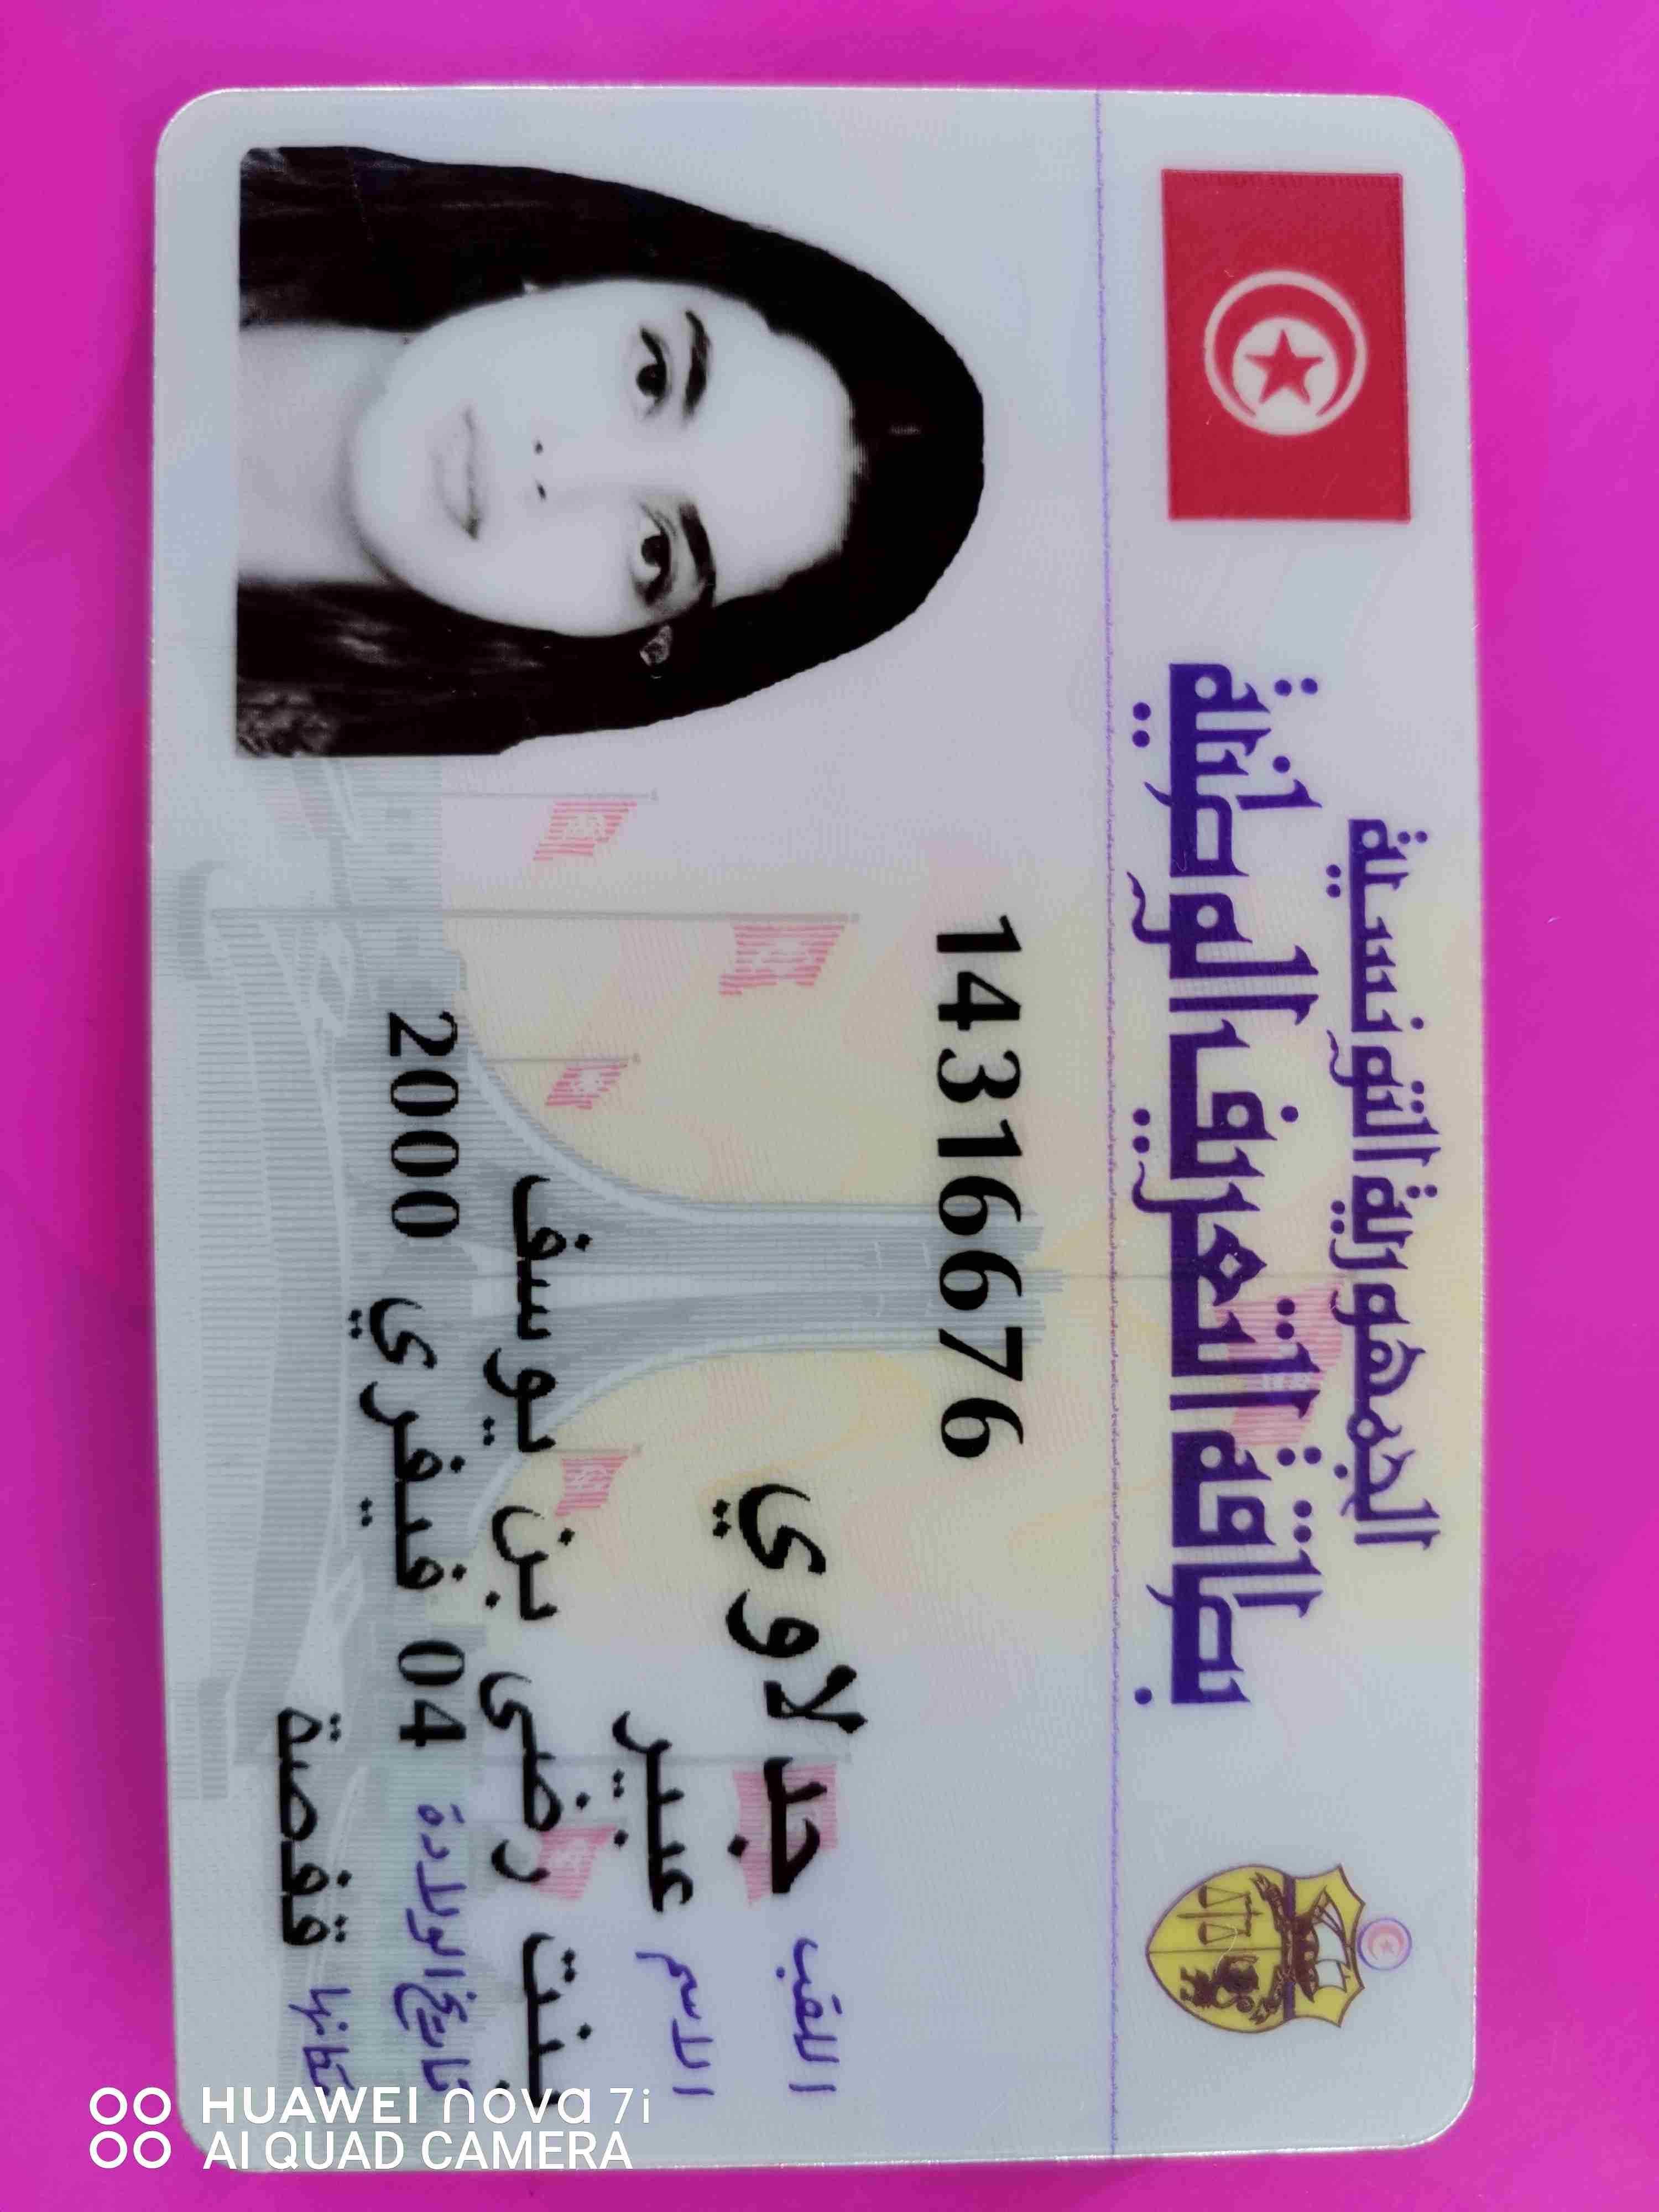 الجمهورية التونسية
بطاقة التعريف الوطنية
14316676
اللقب جدلاوي
الاسم عبير
بنت رضى بن يوسف
تاريخ الولادة 04 فيفري 2000
مكانها قفصة
HUAWEI nova 7i
AI QUAD CAMERA